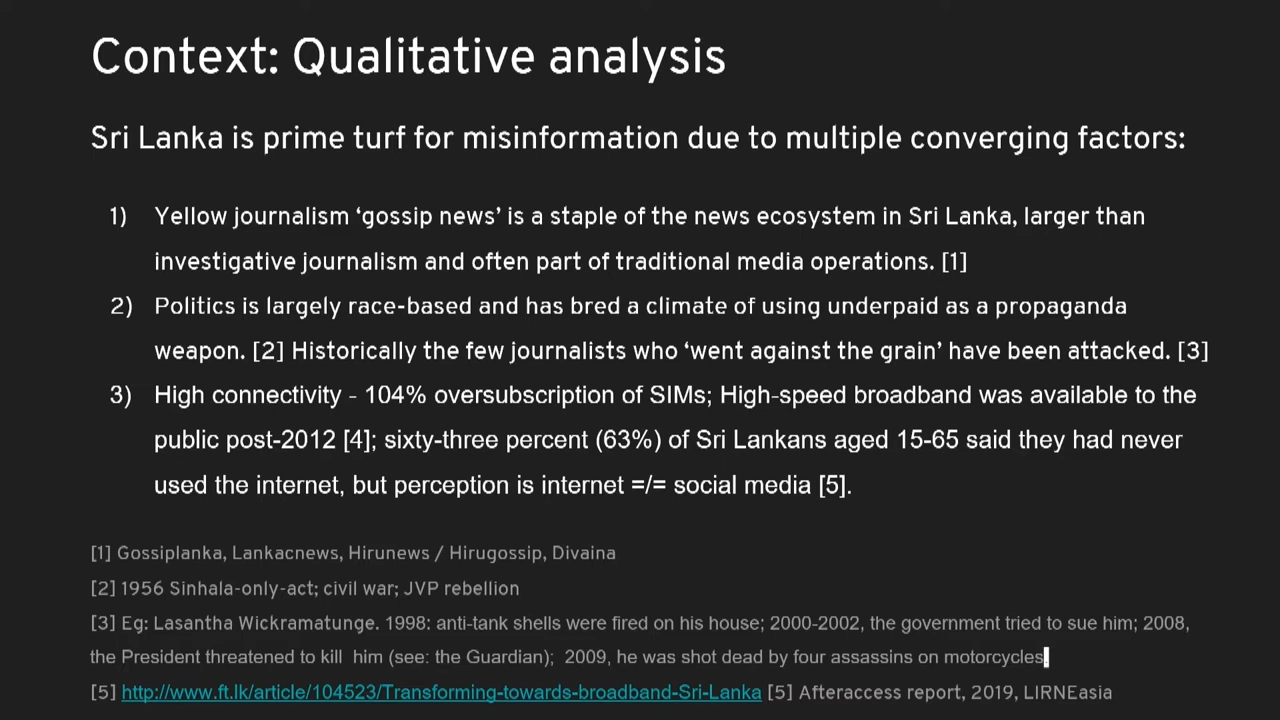 Context: Qualitative analysis
Sri Lanka is prime turf for misinformation due to multiple converging factors:
1) Yellow journalism ‘gossip news’ is a staple of the news ecosystem in Sri Lanka, larger than
investigative journalism and often part of traditional media operations. [1]
2) Politics is largely race-based and has bred a climate of using underpaid as a propaganda
weapon. [2] Historically the few journalists who ‘went against the grain’ have been attacked. [3]
3) High connectivity - 104% oversubscription of SIMs; High-speed broadband was available to the
public post-2012 [4]; sixty-three percent (63%) of Sri Lankans aged 15-65 said they had never
used the internet, but perception is internet =/= social media [5].
[1] Gossiplanka, Lankacnews, Hirunews / Hirugossip, Divaina
[2] 1956 Sinhala-only-act; civil war; JVP rebellion
[3] Eg: Lasantha Wickramatunge. 1998: anti-tank shells were fired on his house; 2000-2002, the government tried to sue him; 2008,
the President threatened to kill him (see: the Guardian); 2009, he was shot dead by four assassins on motorcycles.
[5] http://www.ft.lk/article/104523/Transforming-towards-broadband-Sri-Lanka [5] Afteraccess report, 2019, LIRNEasia